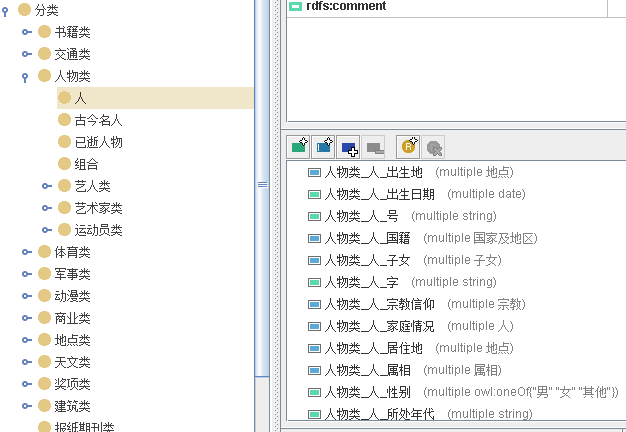 分类
书籍类
交通类
人物类
人
古今名人
已逝人物
组合
艺人类
艺术家类
运动员类
体育类
军事类
动漫类
商业类
地点类
天文类
奖项类
建筑类
报纸期刊类
rdfs:comment
R
人物类_人_出生地 (multiple 地点)
人物类_人_出生日期 (multiple date)
人物类_人_号 (multiple string)
人物类_人_国籍 (multiple 国家及地区)
人物类_人_子女 (multiple 子女)
人物类_人_字 (multiple string)
人物类_人_宗教信仰 (multiple 宗教)
人物类_人_家庭情况 (multiple 人)
人物类_人_居住地 (multiple 地点)
人物类_人_属相 (multiple 属相)
人物类_人_性别 (multiple owl:oneOf{"男" "女" "其他"})
人物类_人_所处年代 (multiple string)